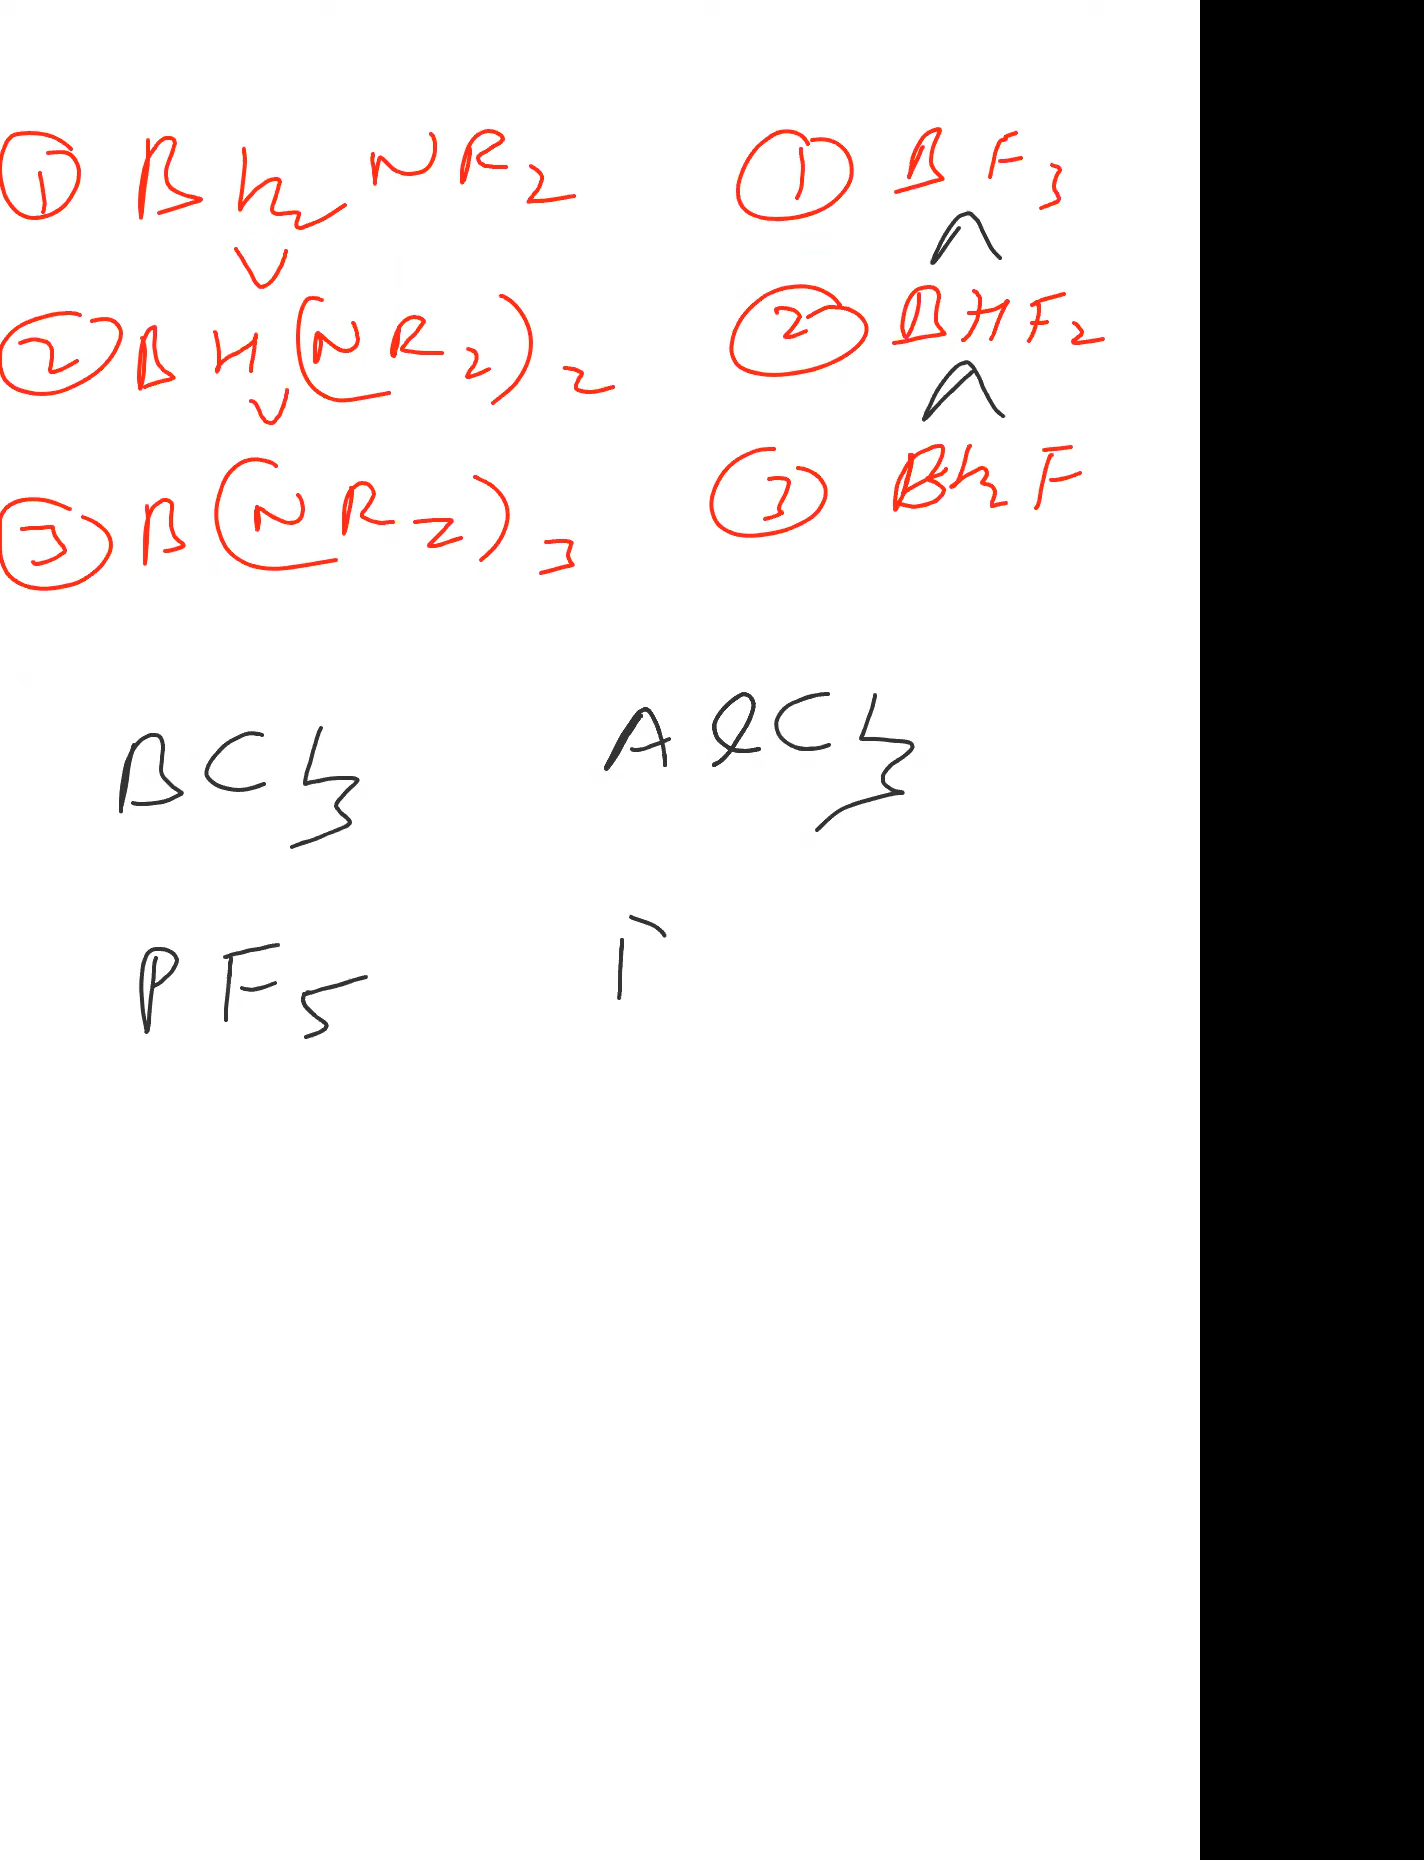 ① BH₂NR₂ ① BF₃
∨ ∧
② BH(NR₂)₂ ② BHF₂
∨ ∧
③ B(NR₂)₃ ③ BH₂F
BCl₃ AlCl₃
PF₅